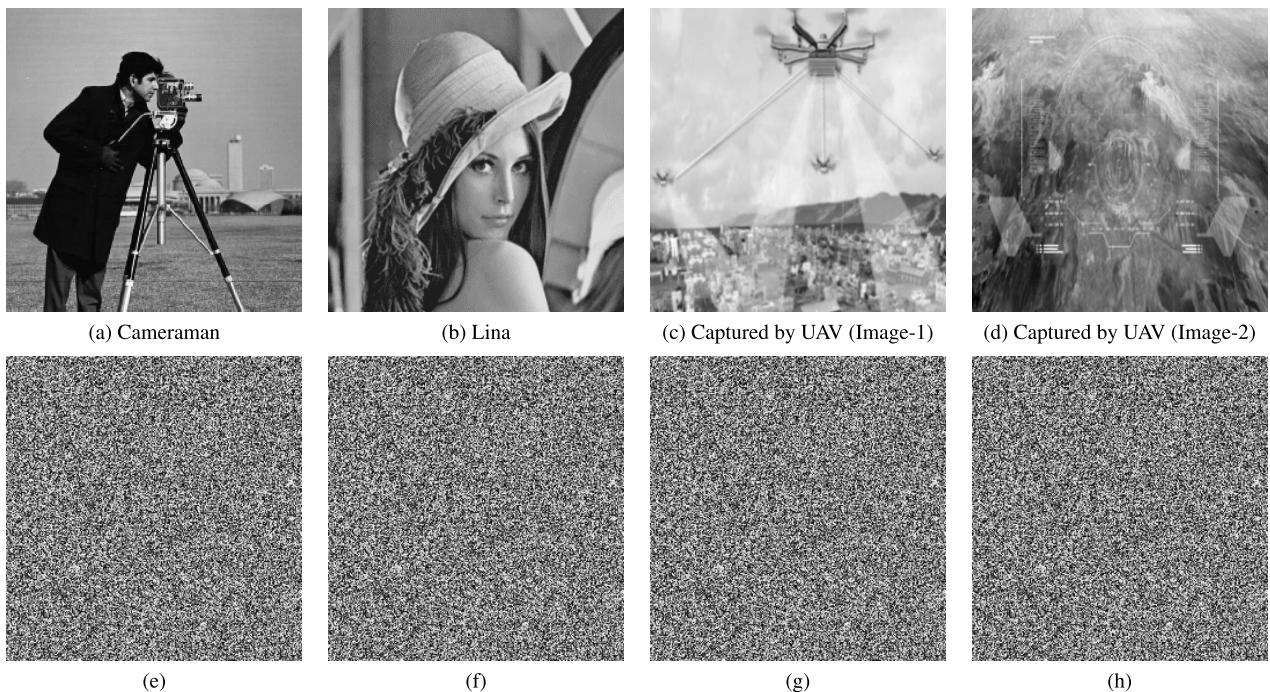 (a) Cameraman
(b) Lina
(c) Captured by UAV (Image-1)
(d) Captured by UAV (Image-2)
(e)
(f)
(g)
(h)